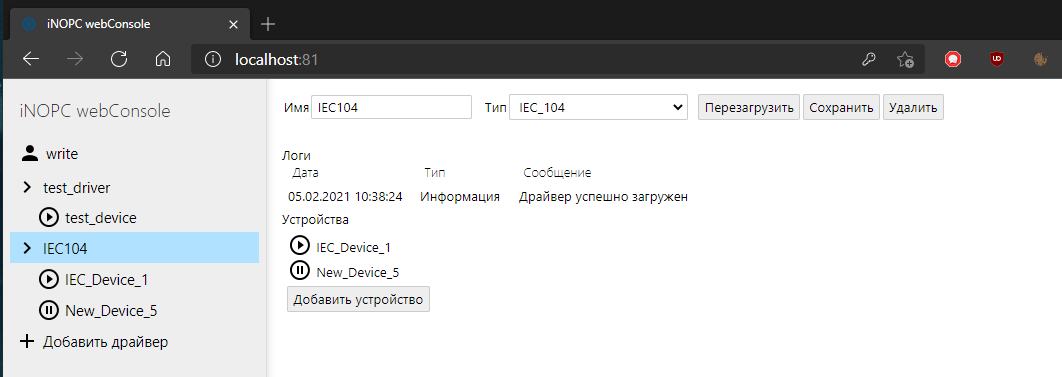 iNOPC webConsole
localhost:81
iNOPC webConsole
write
test_driver
test_device
IEC104
IEC_Device_1
New_Device_5
Добавить драйвер
Имя IEC104 Тип IEC_104 Перезагрузить Сохранить Удалить
Логи
Дата Тип Сообщение
05.02.2021 10:38:24 Информация Драйвер успешно загружен
Устройства
IEC_Device_1
New_Device_5
Добавить устройство